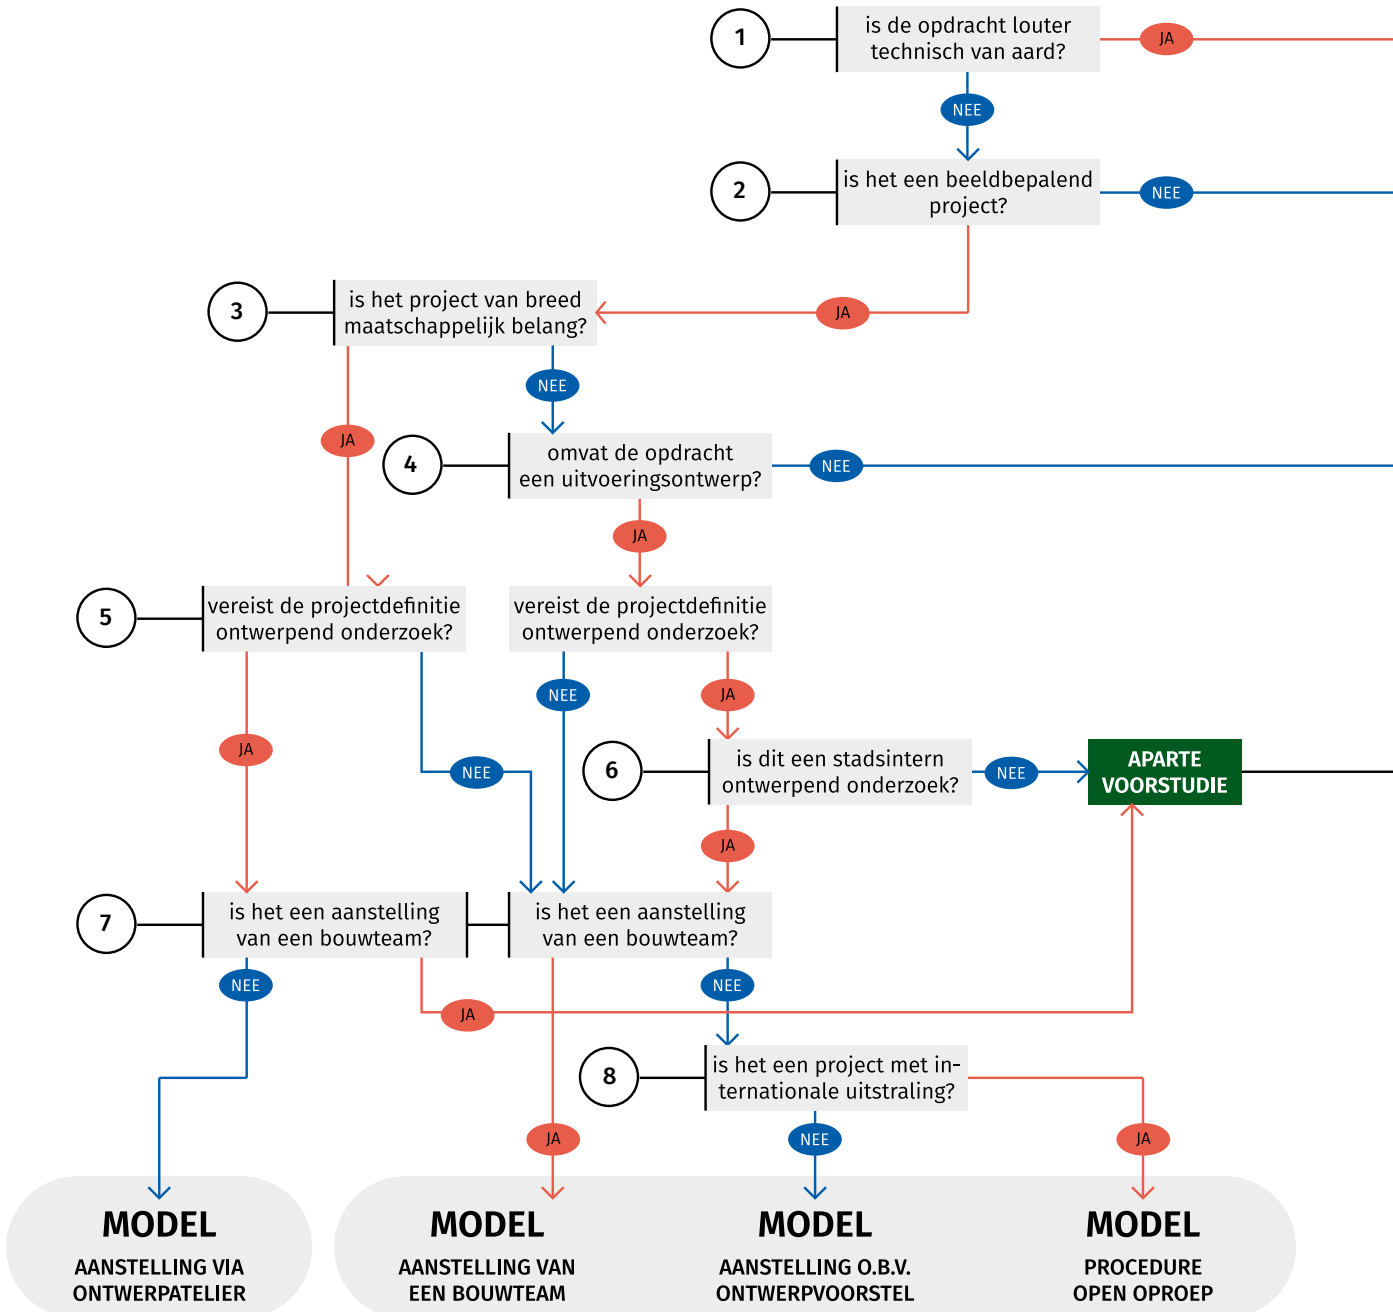 1
is de opdracht louter
technisch van aard?
JA
NEE
2
is het een beeldbepalend
project?
NEE
JA
3
is het project van breed
maatschappelijk belang?
NEE
JA
4
omvat de opdracht
een uitvoeringsontwerp?
NEE
JA
5
vereist de projectdefinitie
ontwerpend onderzoek?
vereist de projectdefinitie
ontwerpend onderzoek?
NEE
JA
JA
NEE
6
is dit een stadsintern
ontwerpend onderzoek?
NEE
APARTE
VOORSTUDIE
JA
7
is het een aanstelling
van een bouwteam?
is het een aanstelling
van een bouwteam?
NEE
JA
NEE
8
is het een project met in-
ternationale uitstraling?
JA
NEE
JA
MODEL
AANSTELLING VIA
ONTWERPATELIER
MODEL
AANSTELLING VAN
EEN BOUWTEAM
MODEL
AANSTELLING O.B.V.
ONTWERPVOORSTEL
MODEL
PROCEDURE
OPEN OPROEP